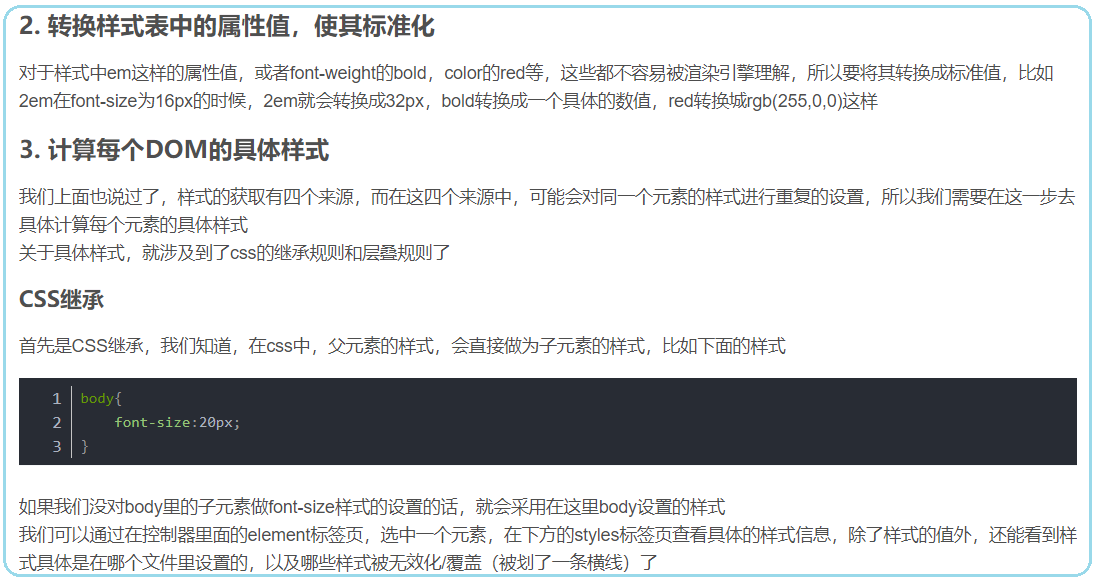 2. 转换样式表中的属性值，使其标准化
对于样式中em这样的属性值，或者font-weight的bold，color的red等，这些都不容易被渲染引擎理解，所以要将其转换成标准值，比如
2em在font-size为16px的时候，2em就会转换成32px，bold转换成一个具体的数值，red转换城rgb(255,0,0)这样
3. 计算每个DOM的具体样式
我们上面也说过了，样式的获取有四个来源，而在这四个来源中，可能会对同一个元素的样式进行重复的设置，所以我们需要在这一步去
具体计算每个元素的具体样式
关于具体样式，就涉及到了css的继承规则和层叠规则了
CSS继承
首先是CSS继承，我们知道，在css中，父元素的样式，会直接做为子元素的样式，比如下面的样式
1 body{
2     font-size:20px;
3 }
如果我们没对body里的子元素做font-size样式的设置的话，就会采用在这里body设置的样式
我们可以通过在控制器里面的element标签页，选中一个元素，在下方的styles标签页查看具体的样式信息，除了样式的值外，还能看到样
式具体是在哪个文件里设置的，以及哪些样式被无效化/覆盖（被划了一条横线）了